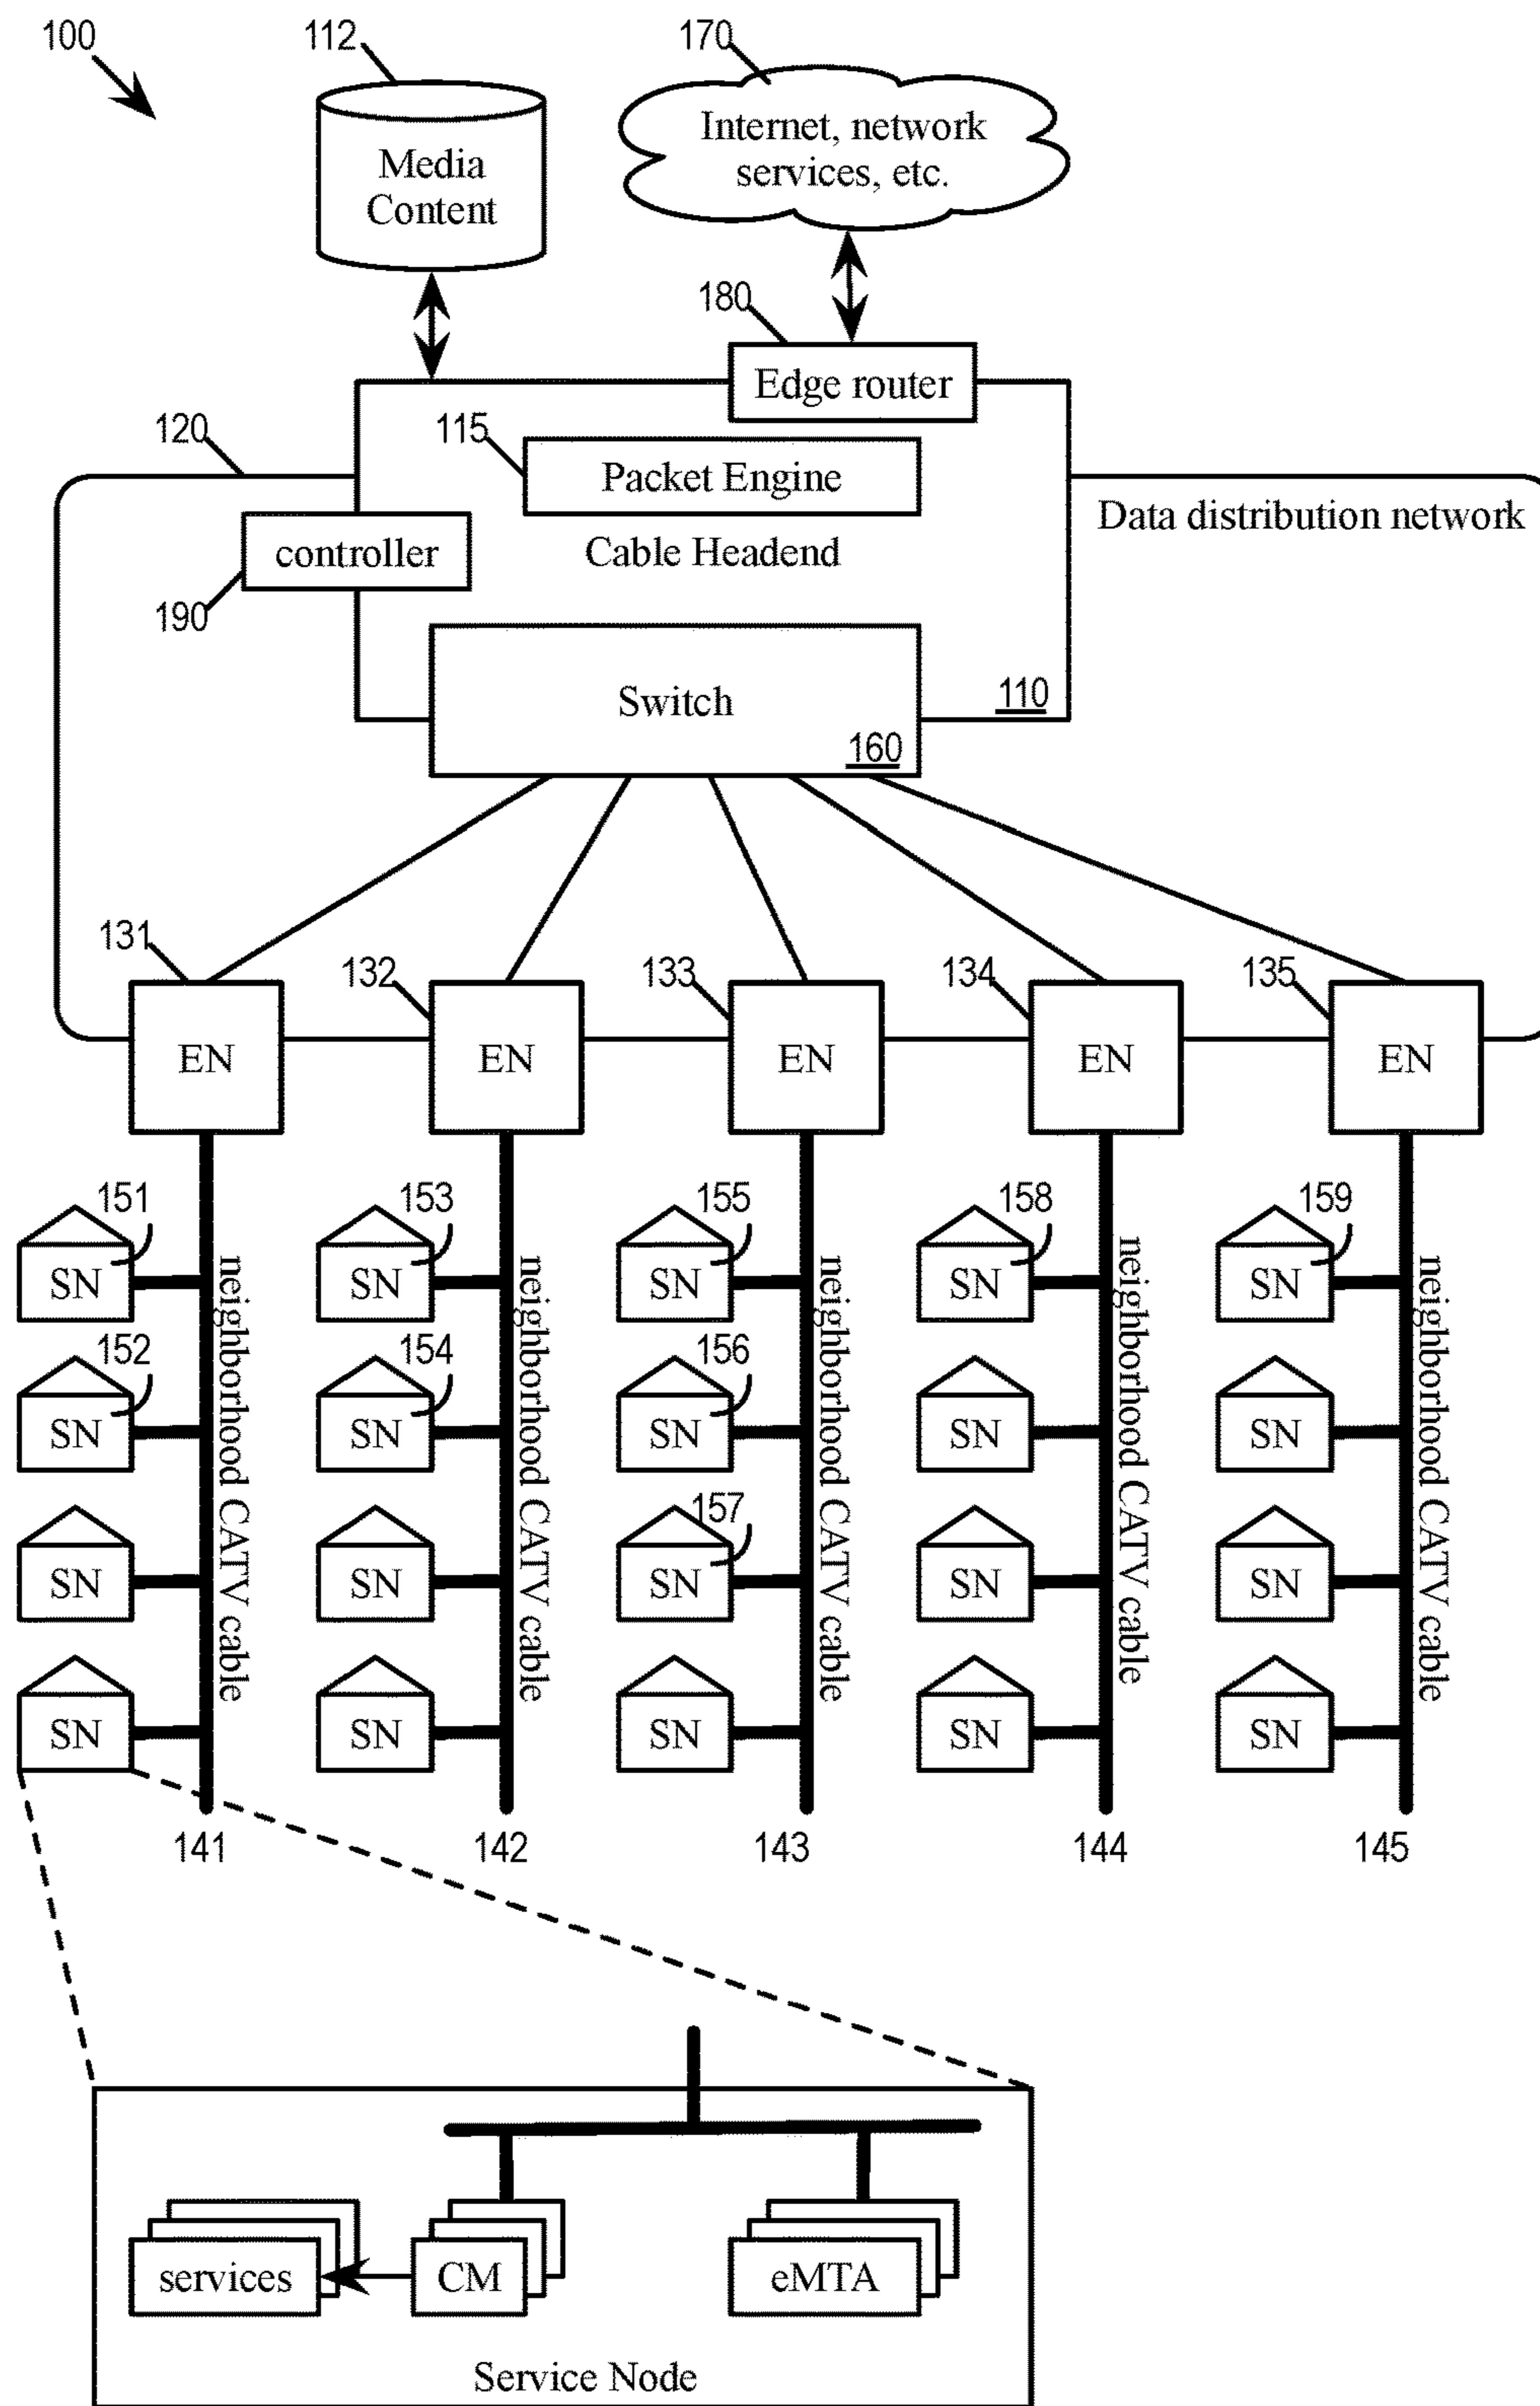 100
112
170
Media
Content
Internet, network
services, etc.
180
Edge router
120
115
Packet Engine
Data distribution network
controller
Cable Headend
190
Switch
110
160
131
132
133
134
135
EN
EN
EN
EN
EN
151
153
155
158
159
SN
SN
SN
SN
SN
152
154
156
SN
SN
SN
SN
SN
157
SN
SN
SN
SN
SN
SN
SN
SN
SN
SN
neighborhood CATV cable
neighborhood CATV cable
neighborhood CATV cable
neighborhood CATV cable
neighborhood CATV cable
141
142
143
144
145
services
CM
eMTA
Service Node